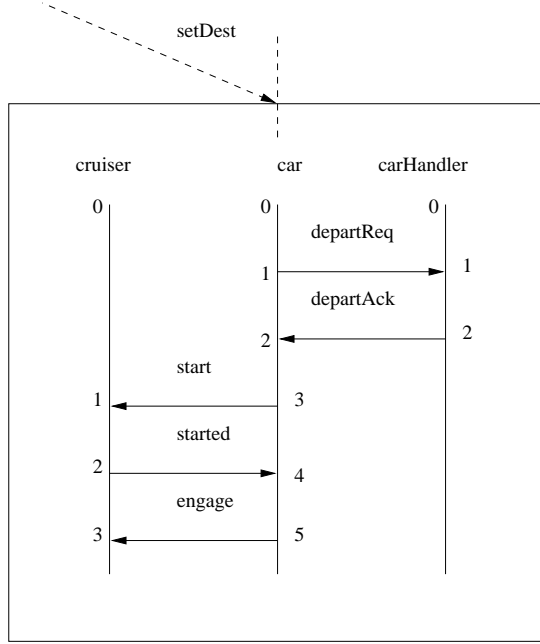 setDest
cruiser car carHandler
0 0 0
departReq
1 1
departAck
2 2
start
1 3
started
2 4
engage
3 5